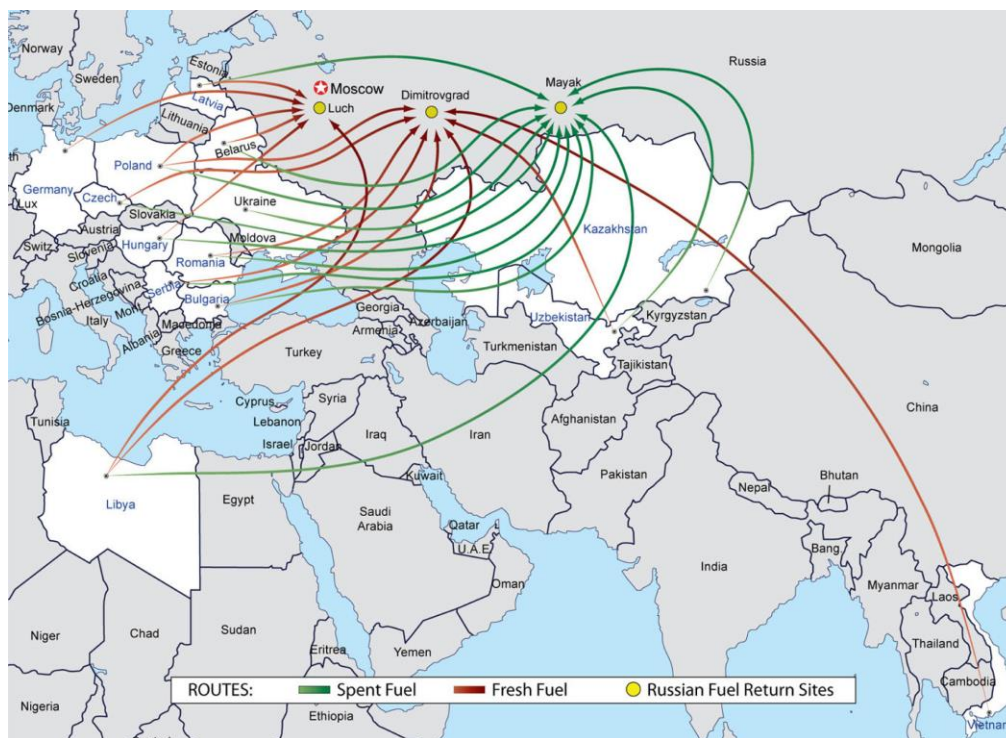 Norway
Sweden
Estonia
Denmark
Latvia
Lithuania
Moscow
Luch
Dimitrovgrad
Mayak
Russia
Belarus
Poland
Germany
Lux
Czech
Slovakia
Ukraine
Austria
Switz
Slovenia
Hungary
Moldova
Romania
Croatia
Bosnia-Herzegovina
Serbia
Mont.
Bulgaria
Italy
Macedonia
Albania
Greece
Kazakhstan
Mongolia
Georgia
Armenia
Azerbaijan
Uzbekistan
Kyrgyzstan
Turkmenistan
Tajikistan
Turkey
China
Tunisia
Cyprus
Syria
Lebanon
Israel
Jordan
Iraq
Iran
Afghanistan
Kuwait
Pakistan
Nepal
Bhutan
Libya
Egypt
Saudi
Arabia
Qatar
U.A.E.
Oman
India
Bang.
Myanmar
Laos
Thailand
Cambodia
Vietnam
Niger
Chad
Sudan
Eritrea
Yemen
Nigeria
Ethiopia
ROUTES: Spent Fuel Fresh Fuel Russian Fuel Return Sites